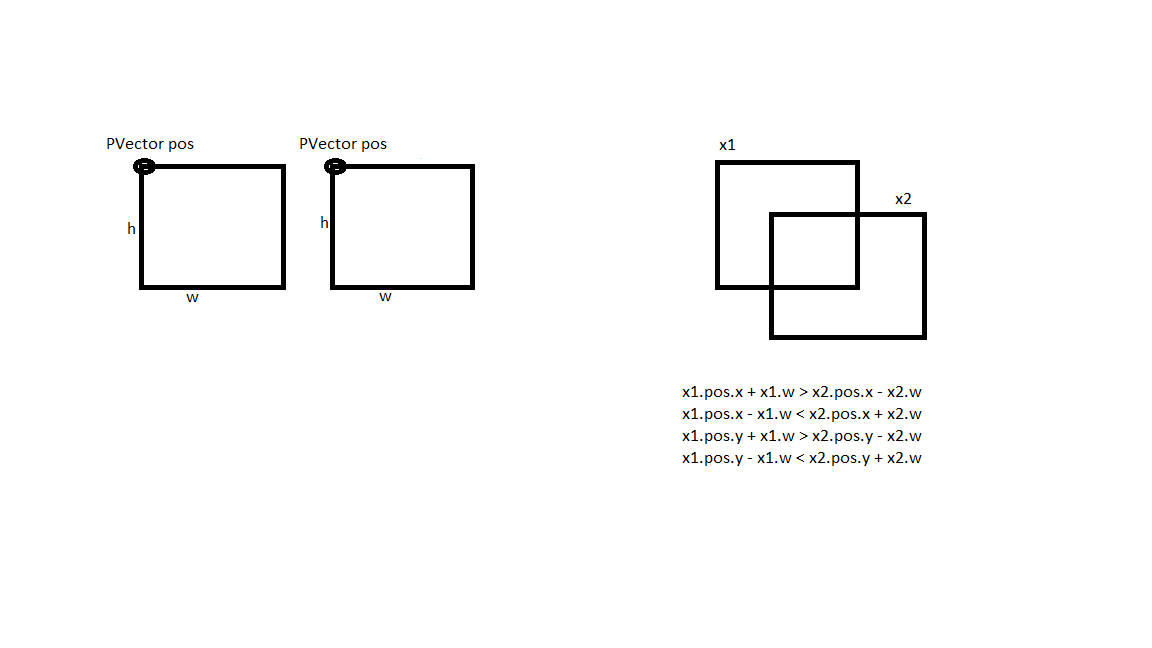 PVector pos
PVector pos
h
h
w
w
x1
x2
x1.pos.x + x1.w > x2.pos.x - x2.w
x1.pos.x - x1.w < x2.pos.x + x2.w
x1.pos.y + x1.w > x2.pos.y - x2.w
x1.pos.y - x1.w < x2.pos.y + x2.w